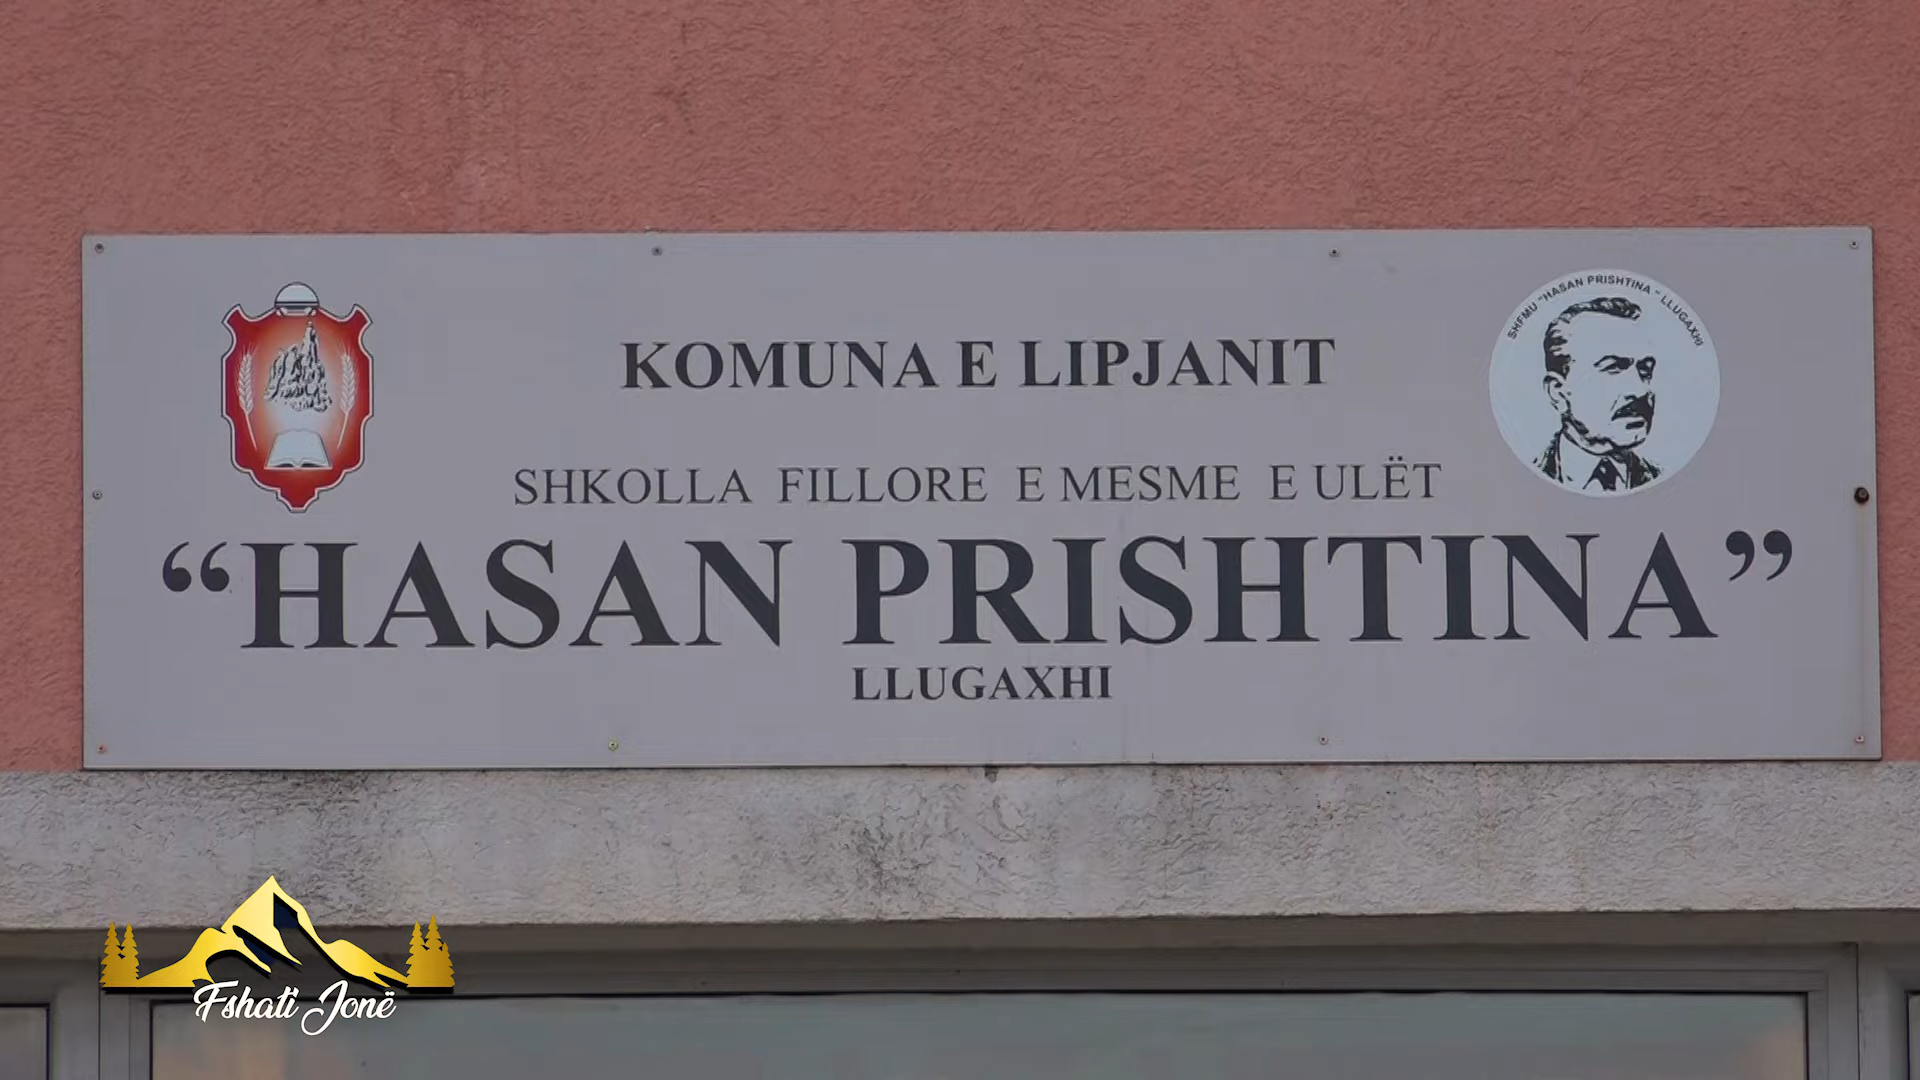 SHFMU "HASAN PRISHTINA" - LLUGAXHI
KOMUNA E LIPJANIT
SHKOLLA FILLORE E MESME E ULËT
“HASAN PRISHTINA”
LLUGAXHI
Fshati Jonë